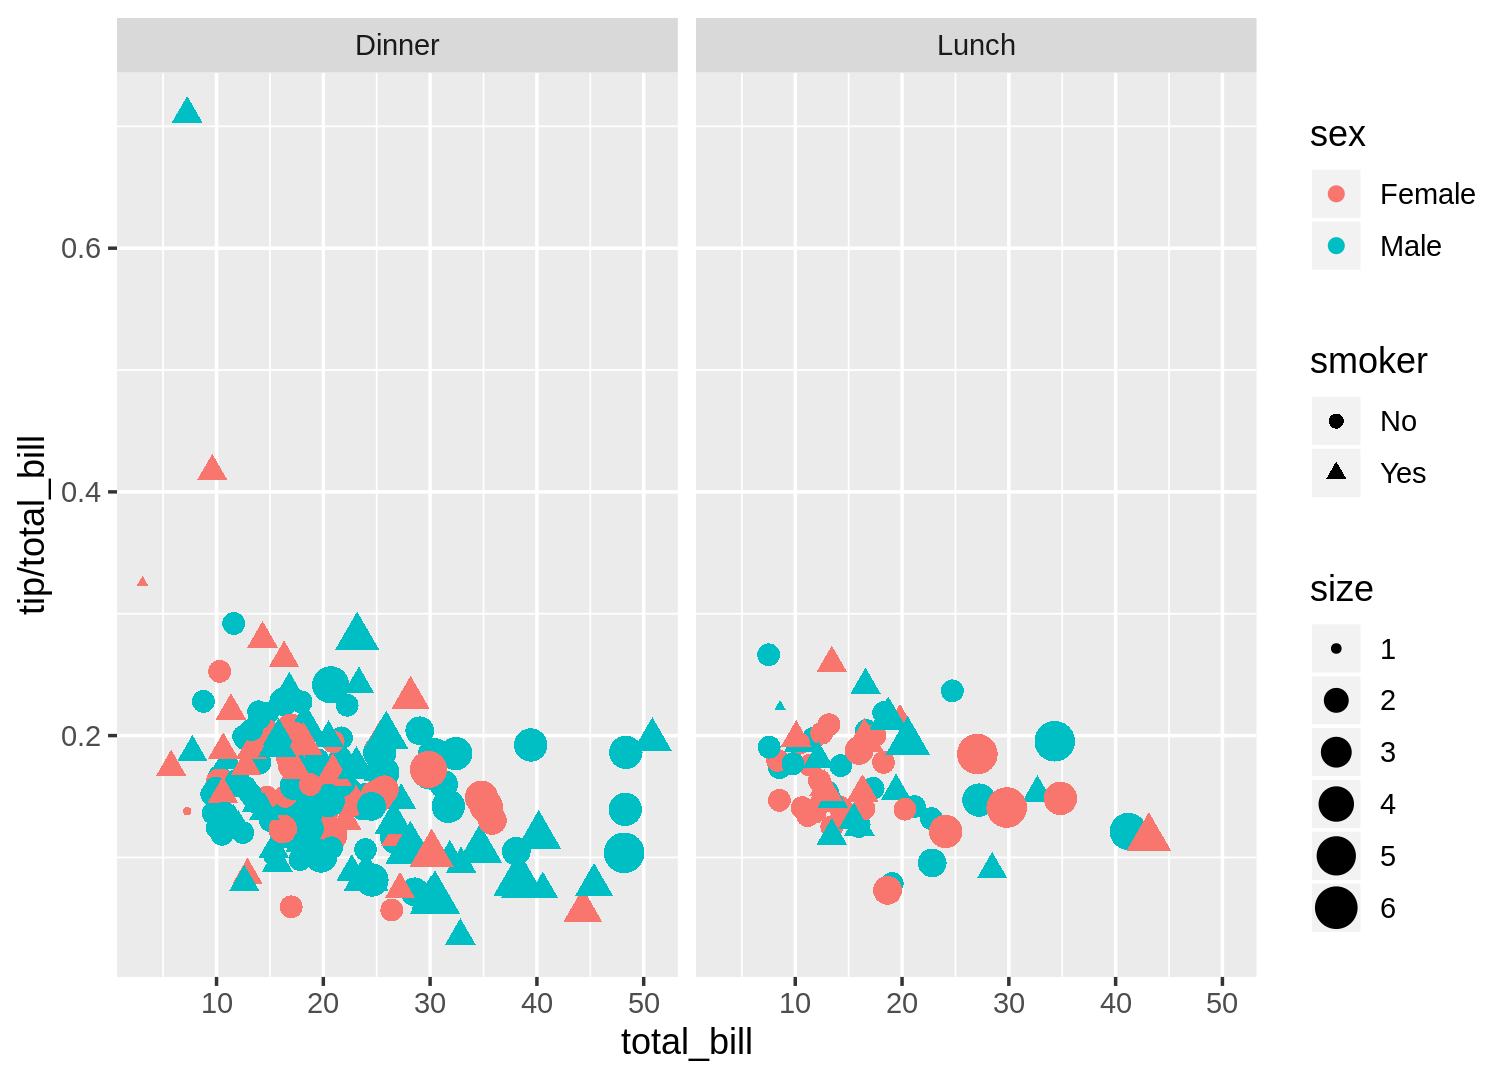 Dinner
Lunch
tip/total_bill
0.6
0.4
0.2
10 20 30 40 50
10 20 30 40 50
total_bill
sex
Female
Male
smoker
No
Yes
size
1
2
3
4
5
6